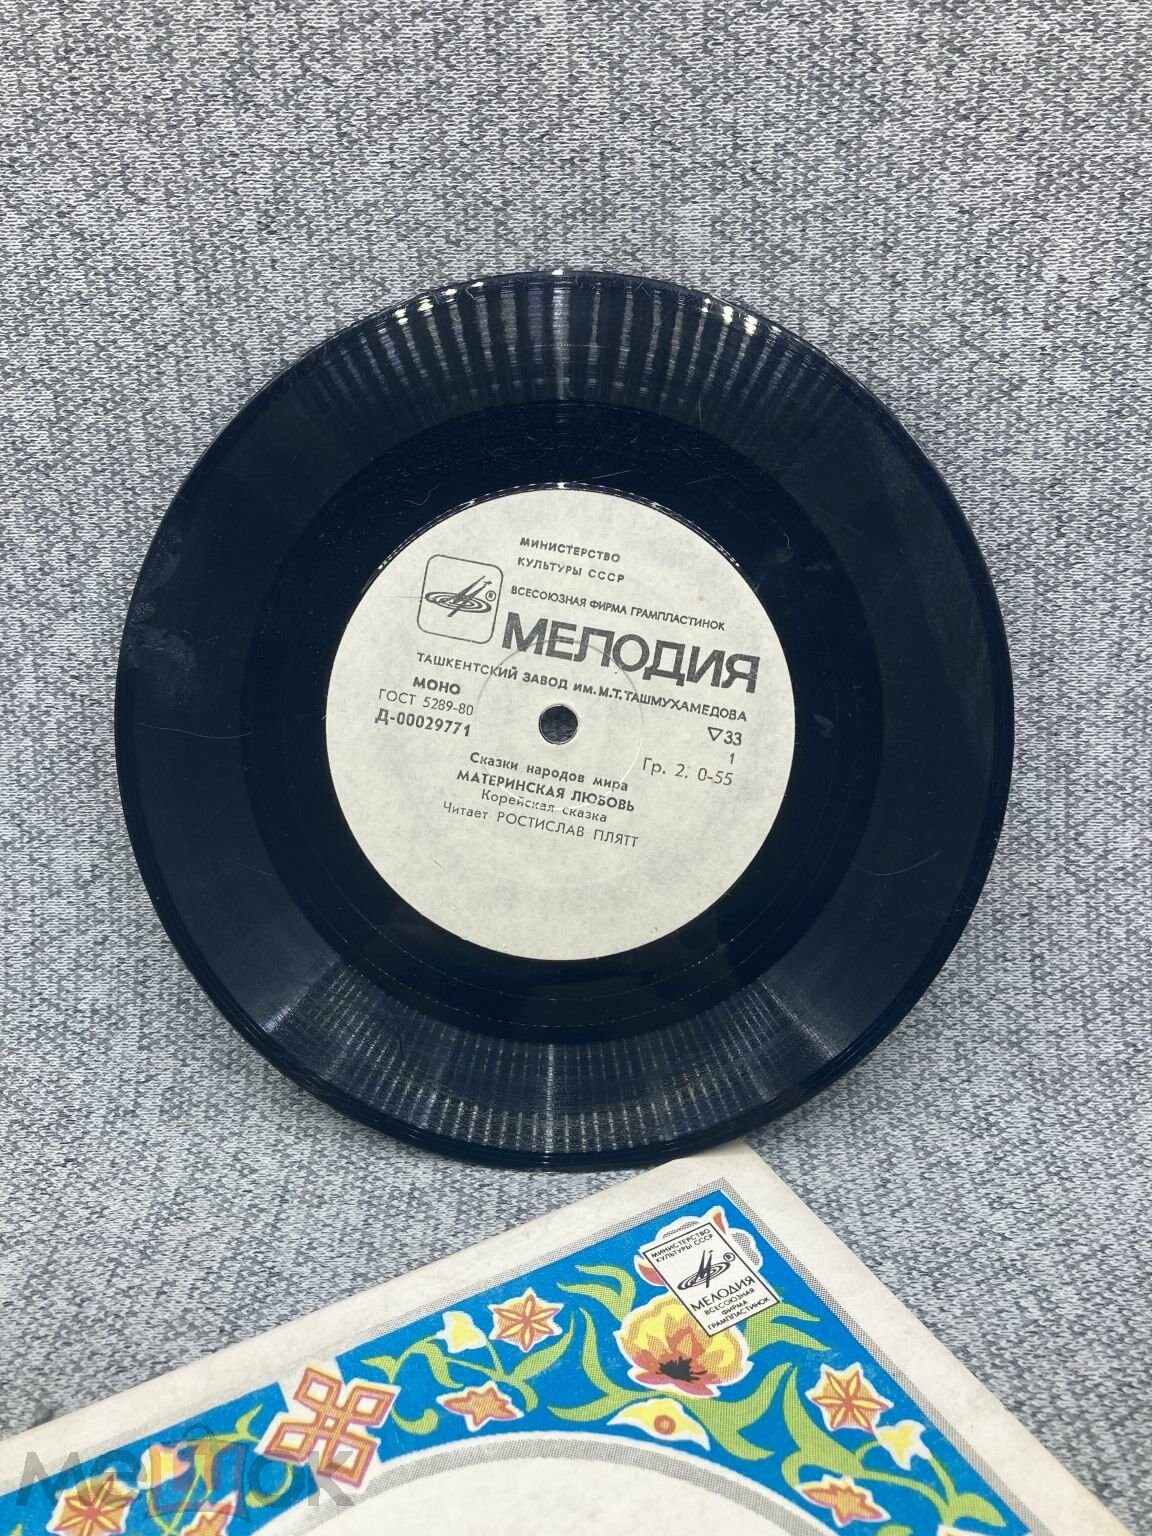 МИНИСТЕРСТВО
КУЛЬТУРЫ СССР
ВСЕСОЮЗНАЯ ФИРМА ГРАМПЛАСТИНОК
®
МЕЛОДИЯ
ТАШКЕНТСКИЙ ЗАВОД им. М.Т. ТАШМУХАМЕДОВА
МОНО
ГОСТ 5289-80
Д-00029771
▽33
1
Гр. 2. 0-55
Сказки народов мира
МАТЕРИНСКАЯ ЛЮБОВЬ
Корейская сказка
Читает РОСТИСЛАВ ПЛЯТТ
МИНИСТЕРСТВО
КУЛЬТУРЫ СССР
МЕЛОДИЯ
ВСЕСОЮЗНАЯ
ФИРМА
ГРАМПЛАСТИНОК
мешок